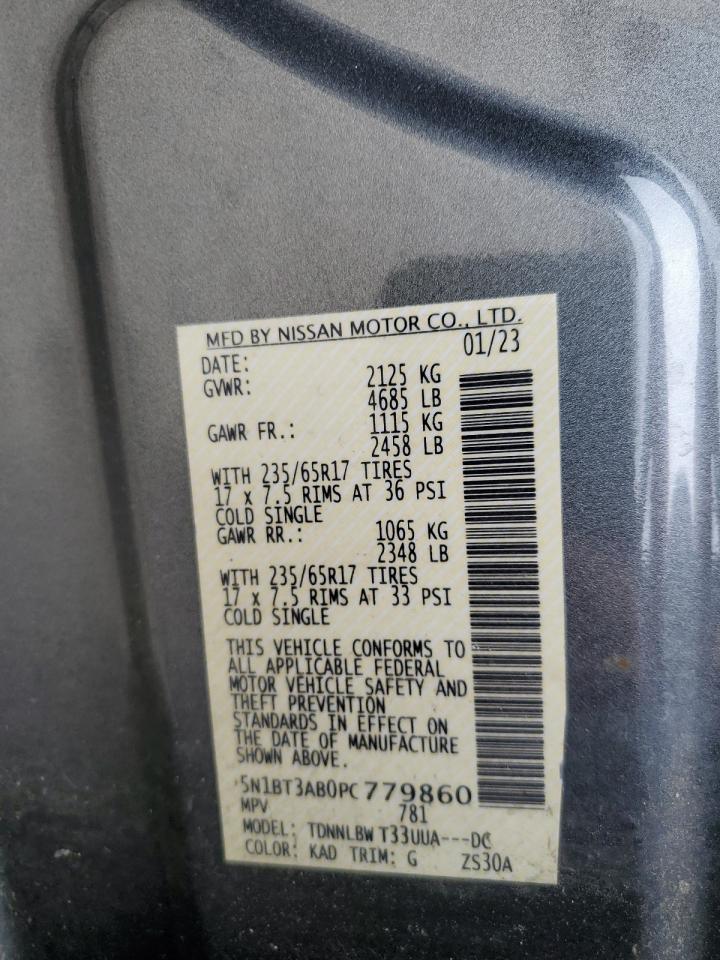 MFD BY NISSAN MOTOR CO., LTD.
DATE: 01/23
GVWR: 2125 KG
4685 LB
GAWR FR.: 1115 KG
2458 LB
WITH 235/65R17 TIRES
17 x 7.5 RIMS AT 36 PSI
COLD SINGLE
GAWR RR.: 1065 KG
2348 LB
WITH 235/65R17 TIRES
17 x 7.5 RIMS AT 33 PSI
COLD SINGLE
THIS VEHICLE CONFORMS TO
ALL APPLICABLE FEDERAL
MOTOR VEHICLE SAFETY AND
THEFT PREVENTION
STANDARDS IN EFFECT ON
THE DATE OF MANUFACTURE
SHOWN ABOVE.
5N1BT3AB0PC779860
MPV 781
MODEL: TDNNLBW T33UUA---DC
COLOR: KAD TRIM: G ZS30A